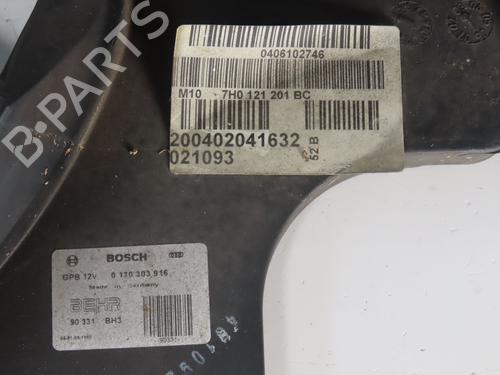 0406102746
M10 7H0 121 201 BC
200402041632
021093
52 B
BOSCH
GPB 12V 0 130 303 916
Made in Germany
BEHR
90 331 BH3
90331
B-Parts